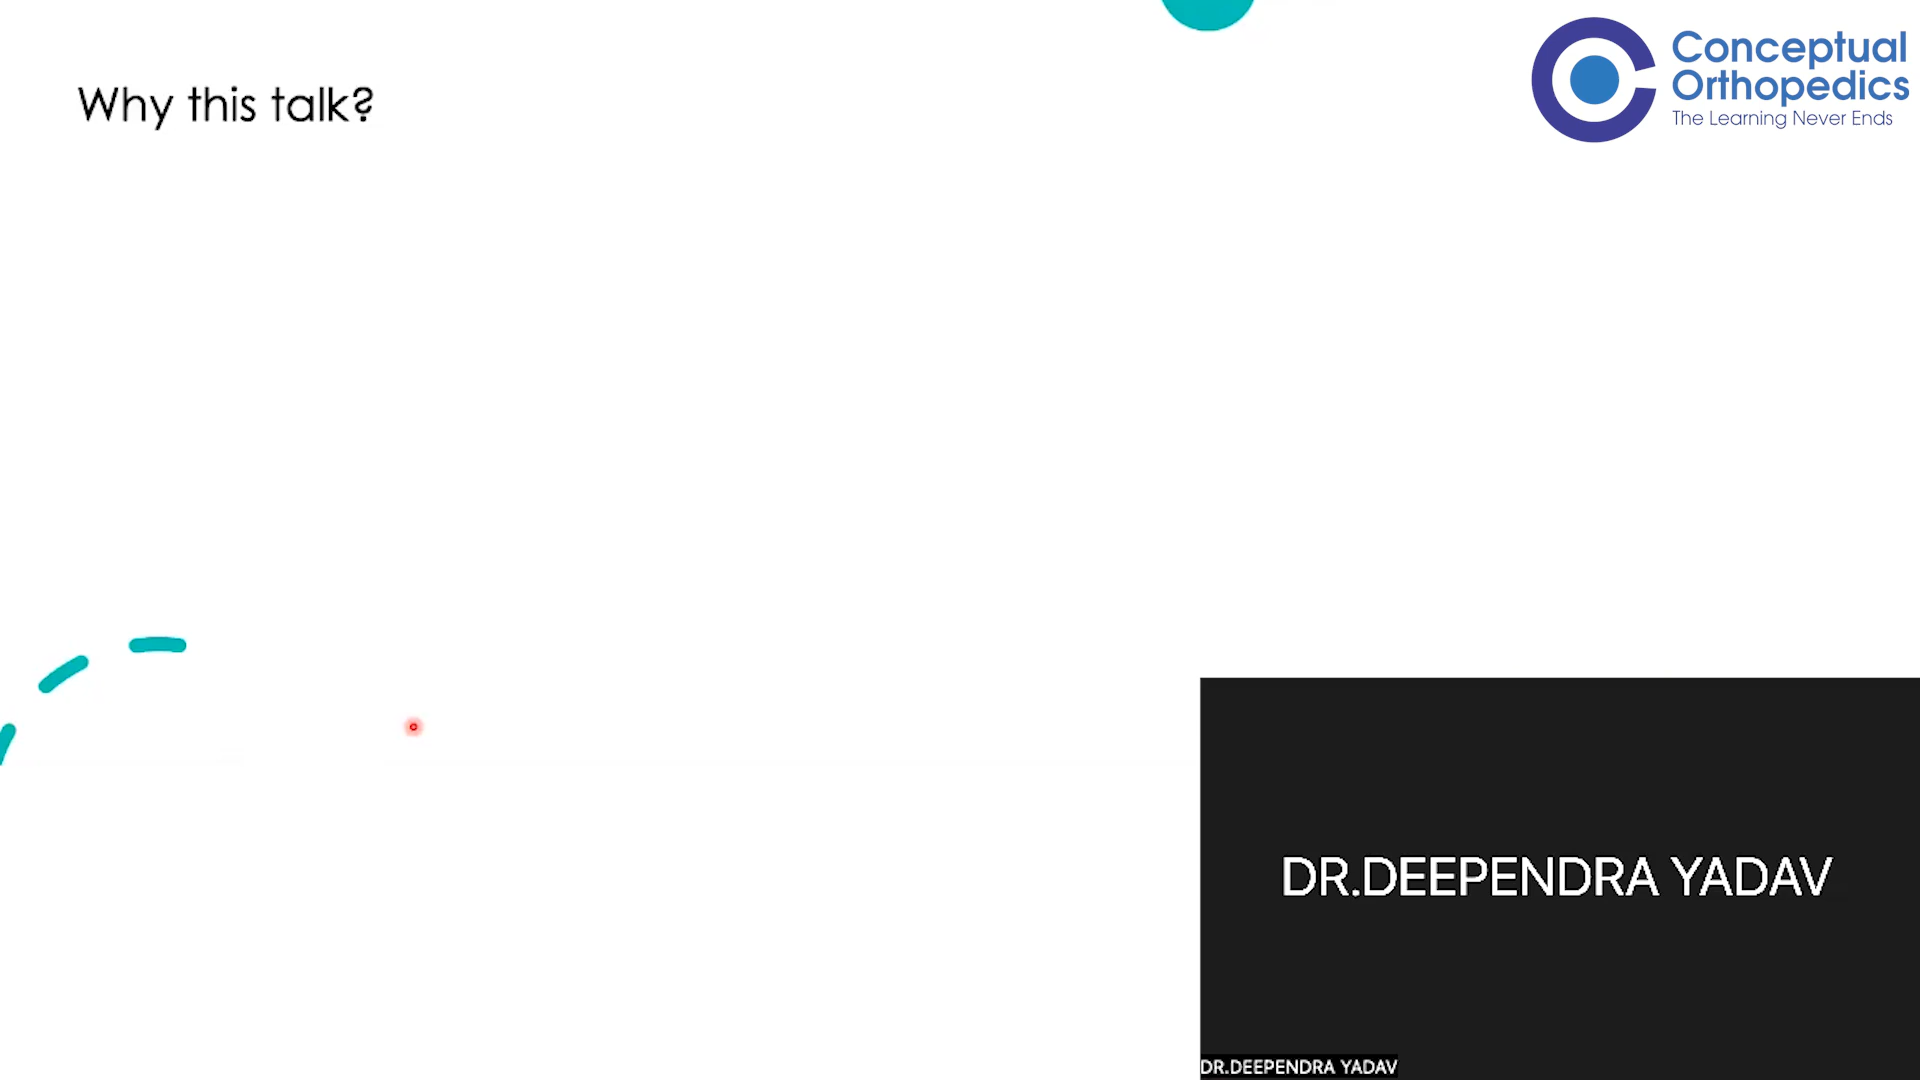 Why this talk?
Conceptual
Orthopedics
The Learning Never Ends
DR.DEEPENDRA YADAV
DR.DEEPENDRA YADAV